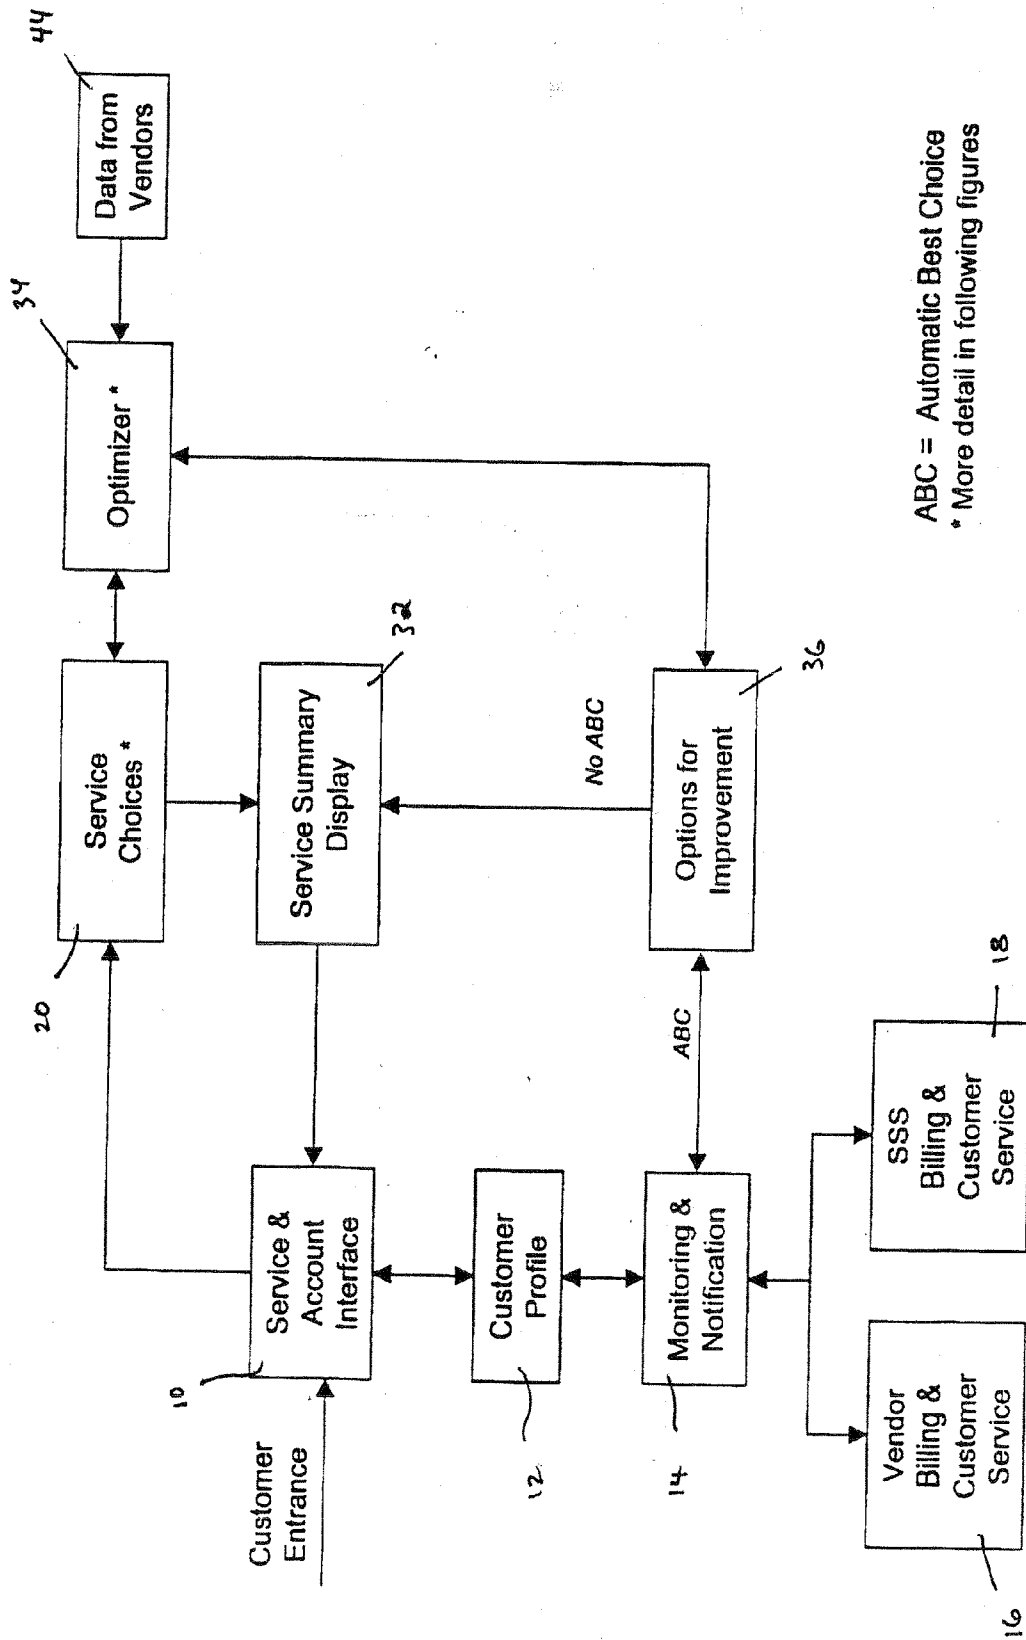 Customer
Entrance
10
Service &
Account
Interface
12
Customer
Profile
14
Monitoring &
Notification
16
Vendor
Billing &
Customer
Service
18
SSS
Billing &
Customer
Service
20
Service
Choices *
Service Summary
Display
32
No ABC
ABC
Options for
Improvement
36
Optimizer *
34
Data from
Vendors
44
ABC = Automatic Best Choice
* More detail in following figures